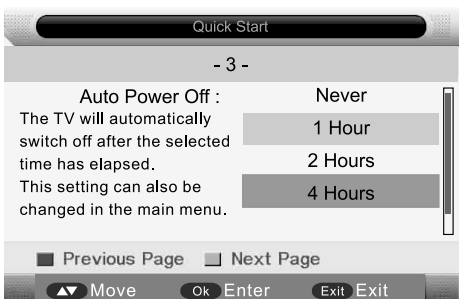 Quick Start
- 3 -
Auto Power Off :
The TV will automatically
switch off after the selected
time has elapsed.
This setting can also be
changed in the main menu.
Never
1 Hour
2 Hours
4 Hours
Previous Page Next Page
Move Ok Enter Exit Exit